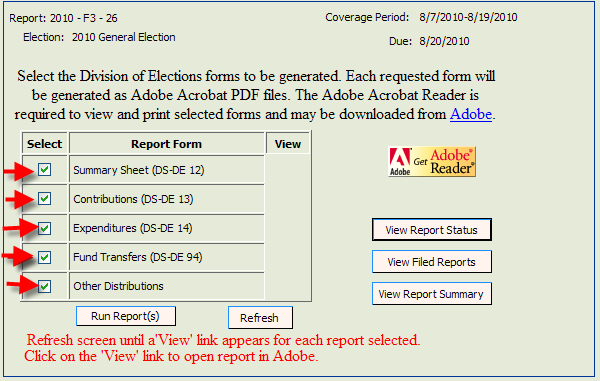 Report: 2010 - F3 - 26
Coverage Period: 8/7/2010-8/19/2010
Election: 2010 General Election
Due: 8/20/2010
Select the Division of Elections forms to be generated. Each requested form will
be generated as Adobe Acrobat PDF files. The Adobe Acrobat Reader is
required to view and print selected forms and may be downloaded from Adobe.
Select Report Form View
Summary Sheet (DS-DE 12)
Contributions (DS-DE 13)
Expenditures (DS-DE 14)
Fund Transfers (DS-DE 94)
Other Distributions
Adobe Get Adobe® Reader®
View Report Status
View Filed Reports
View Report Summary
Run Report(s) Refresh
Refresh screen until a'View' link appears for each report selected.
Click on the 'View' link to open report in Adobe.